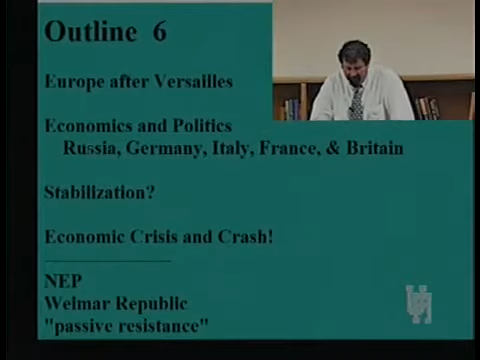 Outline 6
Europe after Versailles
Economics and Politics
Russia, Germany, Italy, France, & Britain
Stabilization?
Economic Crisis and Crash!
NEP
Weimar Republic
"passive resistance"